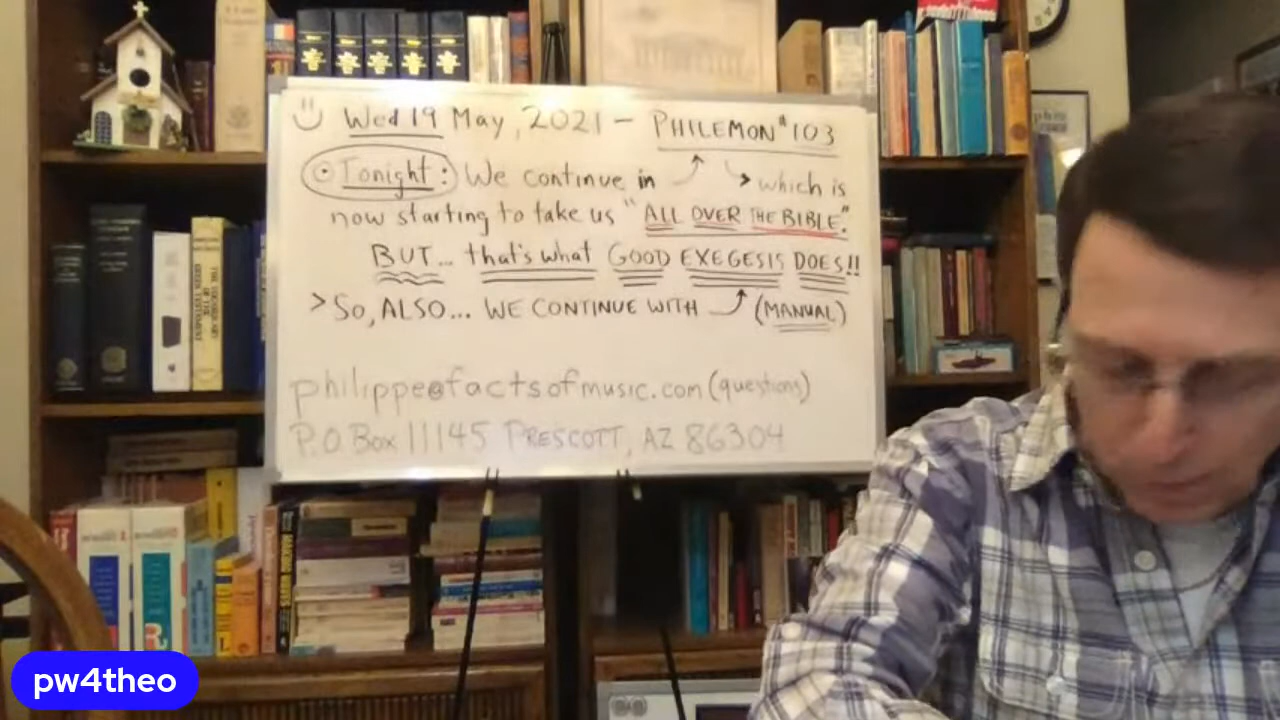 Wed 19 May, 2021 - PHILEMON #103
Tonight: We continue in > which is
now starting to take us "ALL OVER THE BIBLE."
BUT... that's what GOOD EXEGESIS DOES!!
> So, ALSO... WE CONTINUE WITH (MANUAL)
philippe@factsofmusic.com (questions)
P.O. Box 11145 PRESCOTT, AZ 86304
pw4theo